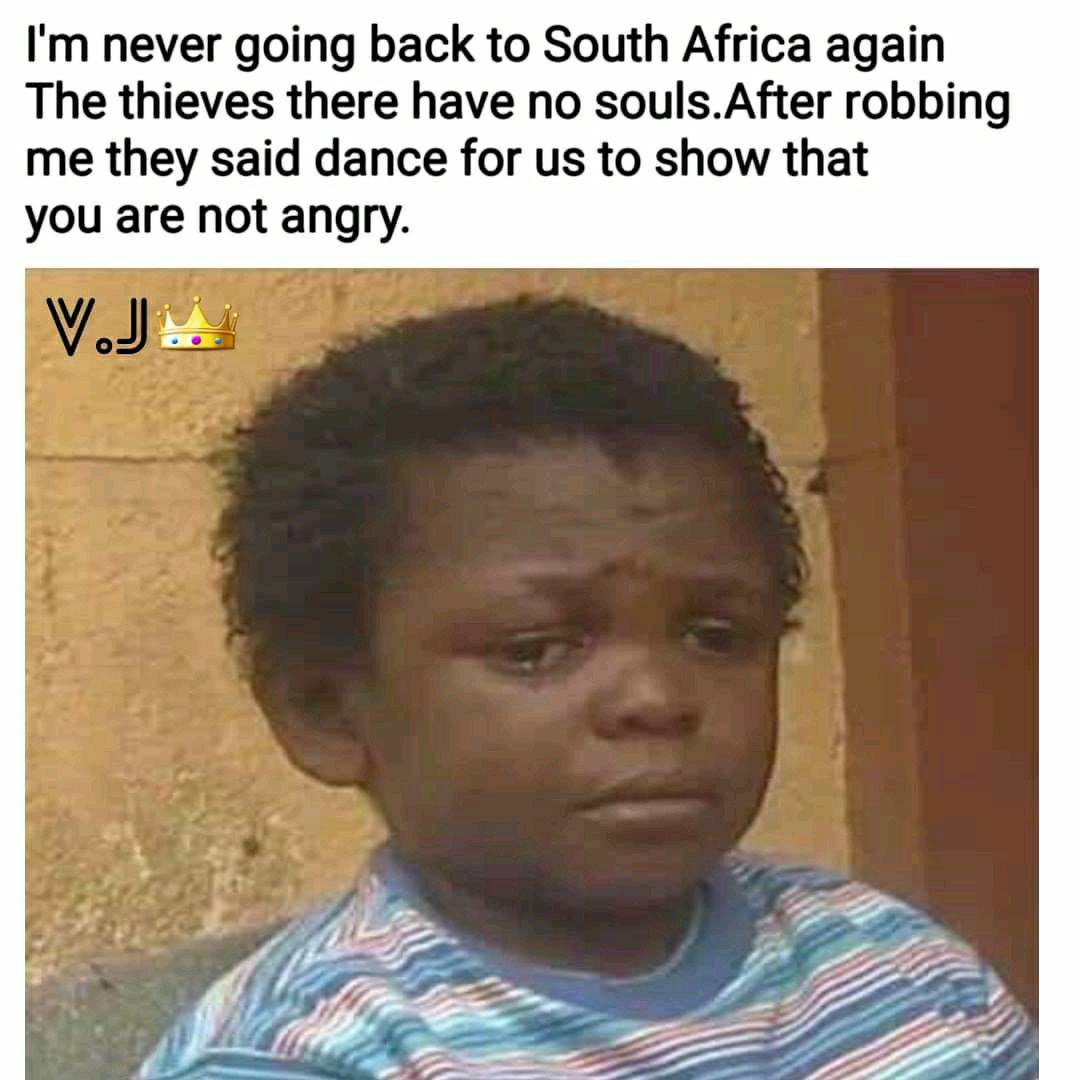 I'm never going back to South Africa again
The thieves there have no souls.After robbing
me they said dance for us to show that
you are not angry.
V.J👑